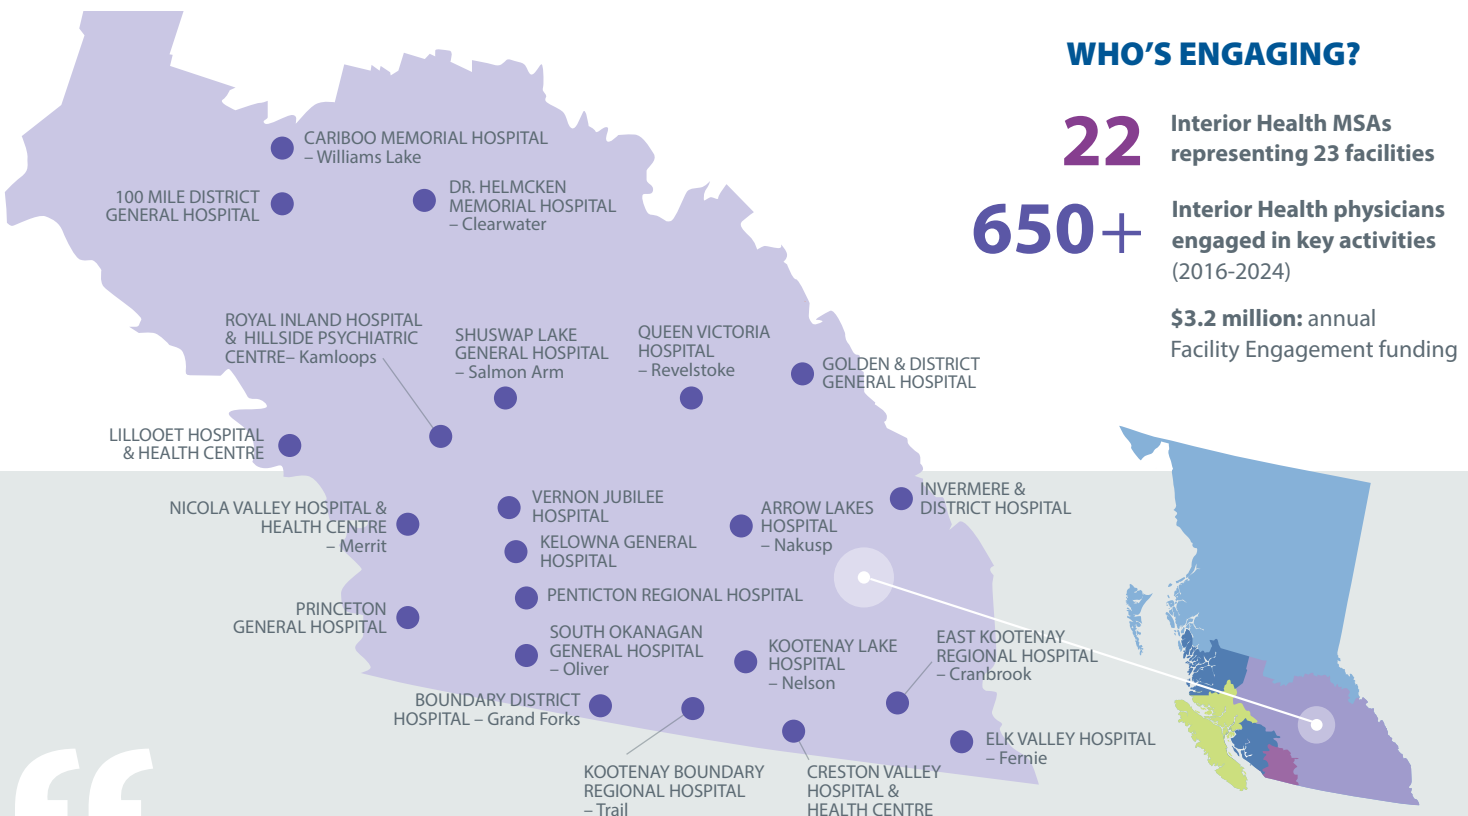 WHO’S ENGAGING?
22
Interior Health MSAs
representing 23 facilities
650+
Interior Health physicians
engaged in key activities
(2016-2024)
$3.2 million: annual
Facility Engagement funding
CARIBOO MEMORIAL HOSPITAL
– Williams Lake
100 MILE DISTRICT
GENERAL HOSPITAL
DR. HELMCKEN
MEMORIAL HOSPITAL
– Clearwater
ROYAL INLAND HOSPITAL
& HILLSIDE PSYCHIATRIC
CENTRE– Kamloops
SHUSWAP LAKE
GENERAL HOSPITAL
– Salmon Arm
QUEEN VICTORIA
HOSPITAL
– Revelstoke
GOLDEN & DISTRICT
GENERAL HOSPITAL
LILLOOET HOSPITAL
& HEALTH CENTRE
NICOLA VALLEY HOSPITAL &
HEALTH CENTRE
– Merrit
VERNON JUBILEE
HOSPITAL
KELOWNA GENERAL
HOSPITAL
ARROW LAKES
HOSPITAL
– Nakusp
INVERMERE &
DISTRICT HOSPITAL
PENTICTON REGIONAL HOSPITAL
PRINCETON
GENERAL HOSPITAL
SOUTH OKANAGAN
GENERAL HOSPITAL
– Oliver
KOOTENAY LAKE
HOSPITAL
– Nelson
EAST KOOTENAY
REGIONAL HOSPITAL
– Cranbrook
BOUNDARY DISTRICT
HOSPITAL – Grand Forks
ELK VALLEY HOSPITAL
– Fernie
KOOTENAY BOUNDARY
REGIONAL HOSPITAL
– Trail
CRESTON VALLEY
HOSPITAL &
HEALTH CENTRE
“